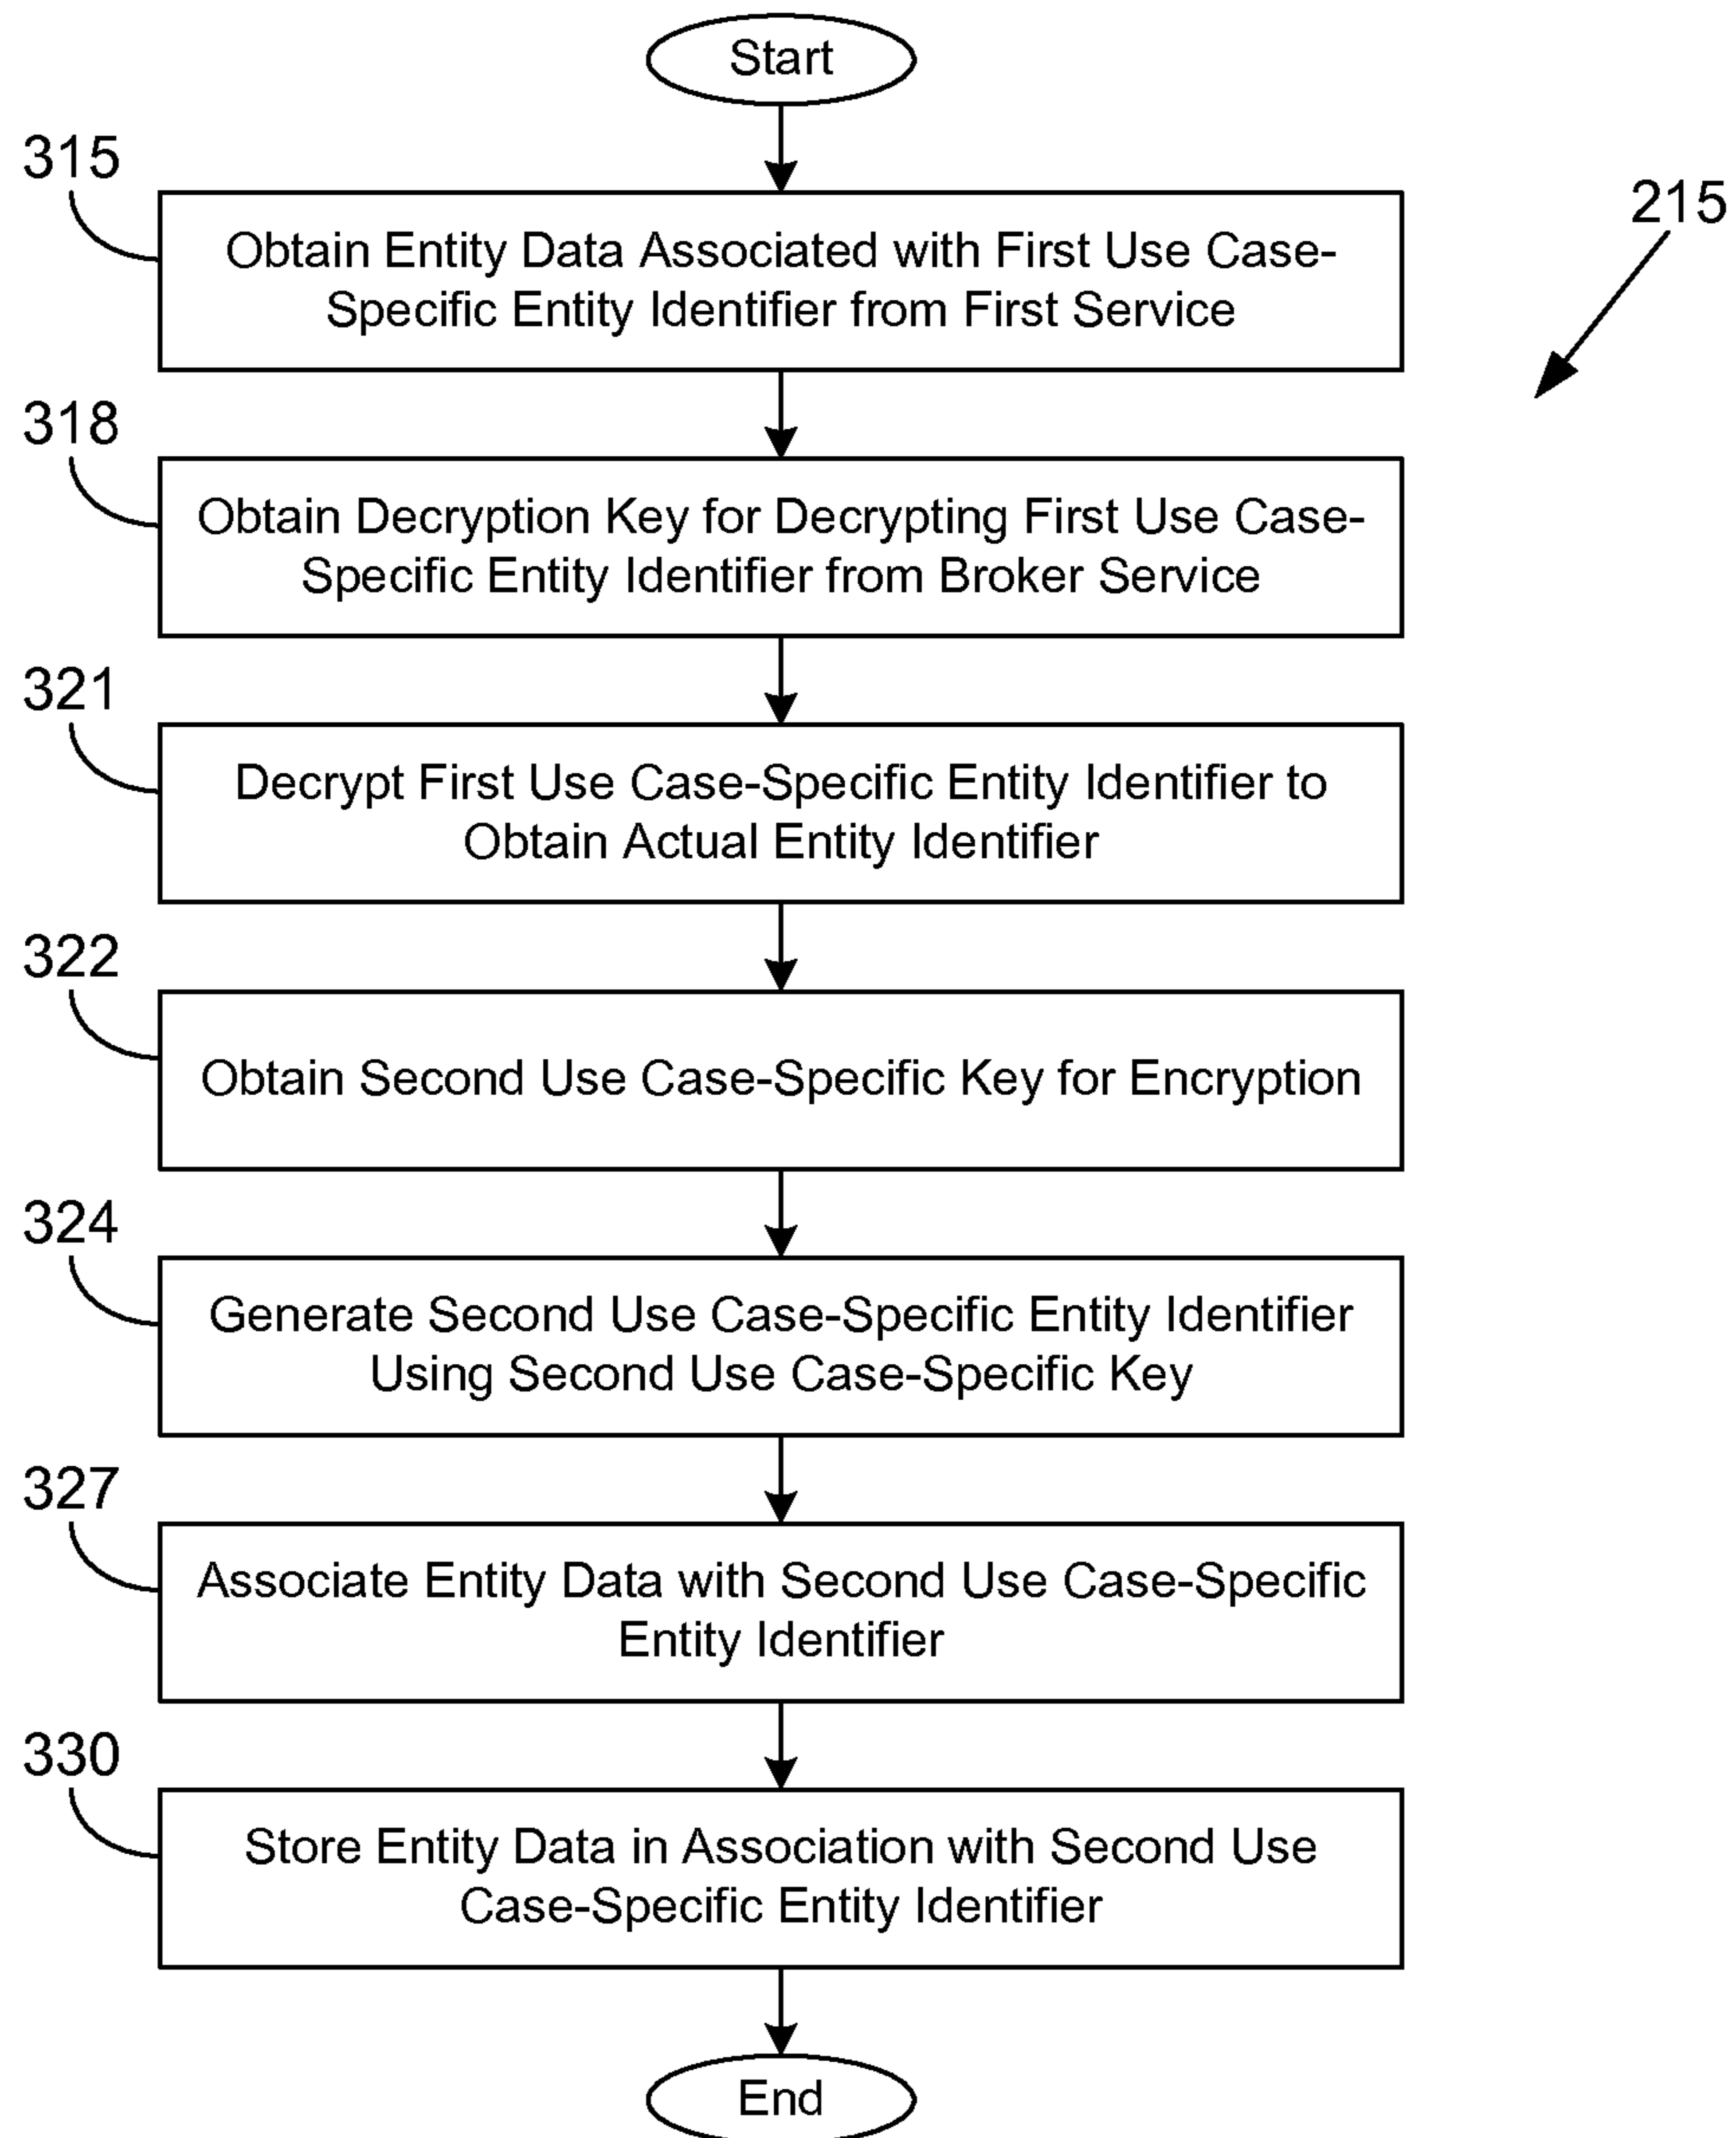 Start
315
215
Obtain Entity Data Associated with First Use Case-
Specific Entity Identifier from First Service
318
Obtain Decryption Key for Decrypting First Use Case-
Specific Entity Identifier from Broker Service
321
Decrypt First Use Case-Specific Entity Identifier to
Obtain Actual Entity Identifier
322
Obtain Second Use Case-Specific Key for Encryption
324
Generate Second Use Case-Specific Entity Identifier
Using Second Use Case-Specific Key
327
Associate Entity Data with Second Use Case-Specific
Entity Identifier
330
Store Entity Data in Association with Second Use
Case-Specific Entity Identifier
End